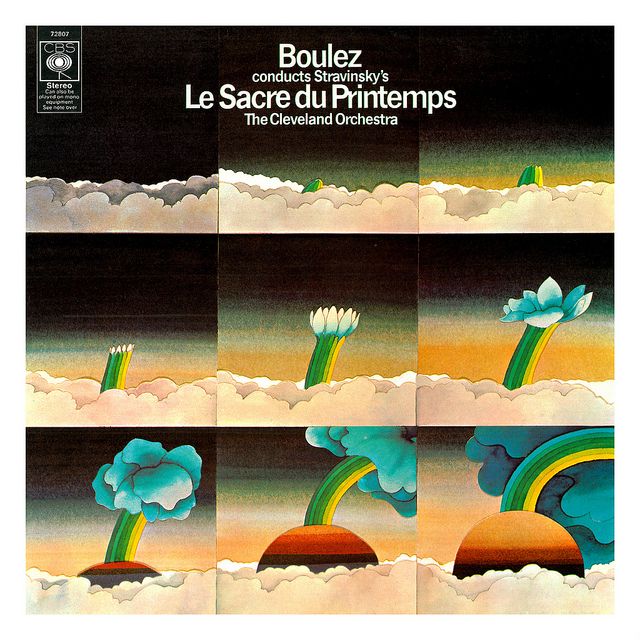 72807
CBS
Stereo
Can also be
played on mono
equipment
See note over
Boulez
conducts Stravinsky's
Le Sacre du Printemps
The Cleveland Orchestra